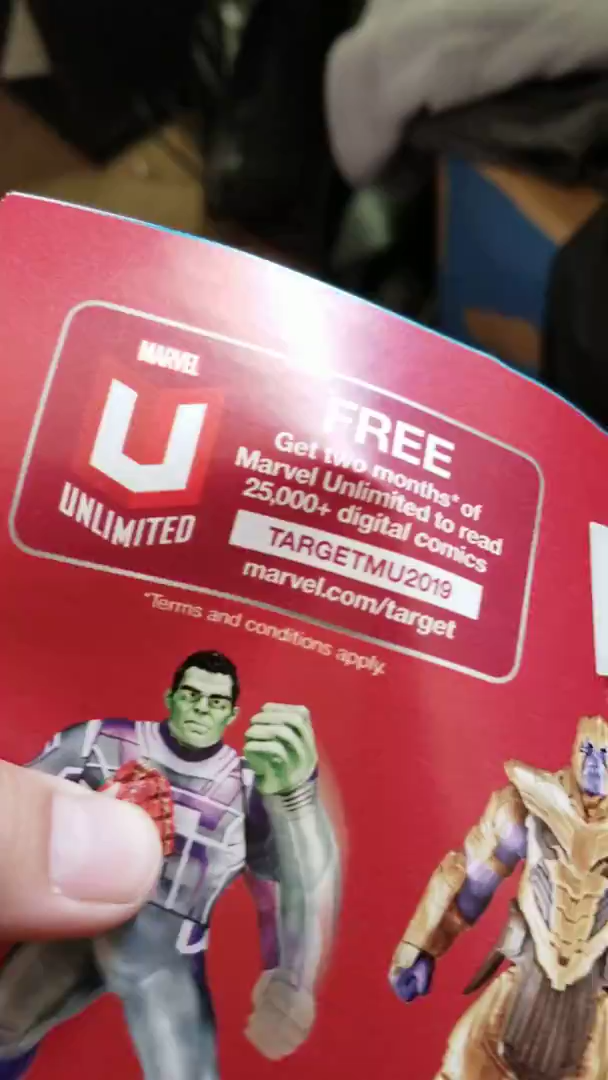 MARVEL
UNLIMITED
FREE
Get two months* of
Marvel Unlimited to read
25,000+ digital comics
TARGETMU2019
marvel.com/target
*Terms and conditions apply.